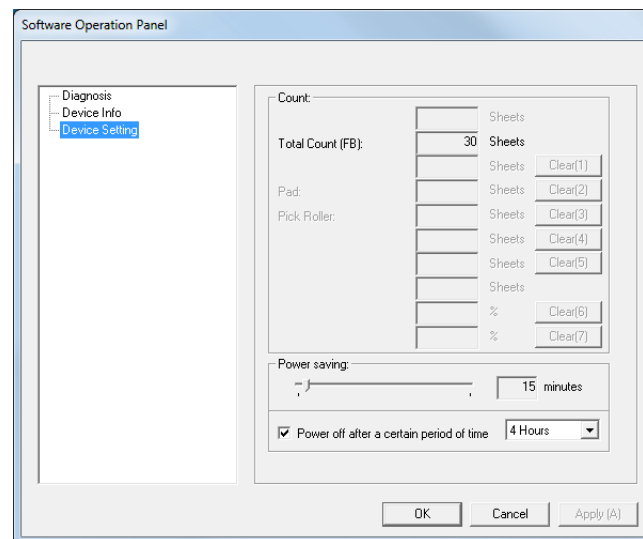 Software Operation Panel
Diagnosis
Device Info
Device Setting
Count:
Sheets
Total Count (FB): 30 Sheets
Sheets Clear(1)
Pad: Sheets Clear(2)
Pick Roller: Sheets Clear(3)
Sheets Clear(4)
Sheets Clear(5)
Sheets
% Clear(6)
% Clear(7)
Power saving:
15 minutes
Power off after a certain period of time 4 Hours
OK Cancel Apply (A)